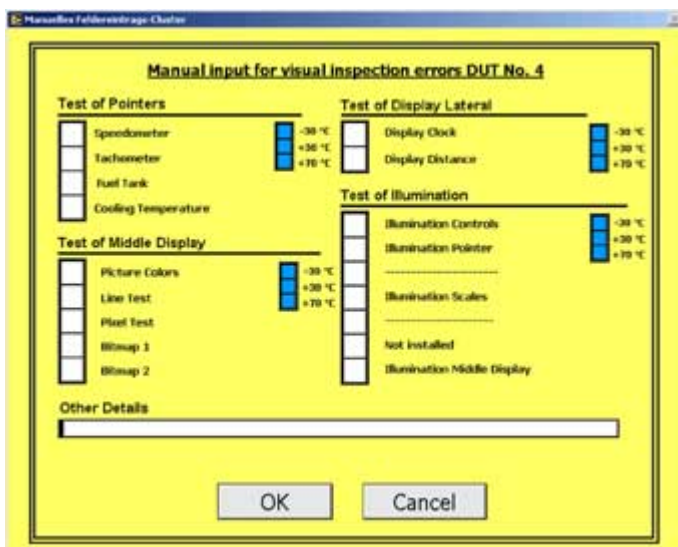 Manuelles Fehlereintrage-Cluster
Manual input for visual inspection errors DUT No. 4
Test of Pointers
Speedometer
Tachometer
Fuel Tank
Cooling Temperature
-30 °C
+30 °C
+70 °C
Test of Middle Display
Picture Colors
Line Test
Pixel Test
Bitmap 1
Bitmap 2
-30 °C
+30 °C
+70 °C
Test of Display Lateral
Display Clock
Display Distance
-30 °C
+30 °C
+70 °C
Test of Illumination
Illumination Controls
Illumination Pointer
------------------------
Illumination Scales
------------------------
Not installed
Illumination Middle Display
-30 °C
+30 °C
+70 °C
Other Details
OK
Cancel